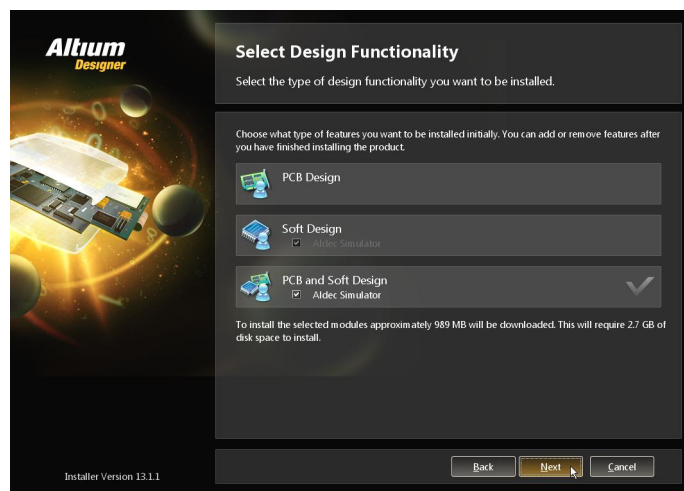 Altıum
Designer
Select Design Functionality
Select the type of design functionality you want to be installed.
Choose what type of features you want to be installed initially. You can add or remove features after
you have finished installing the product.
PCB Design
Soft Design
Aldec Simulator
PCB and Soft Design
Aldec Simulator
To install the selected modules approximately 989 MB will be downloaded. This will require 2.7 GB of
disk space to install.
Installer Version 13.1.1
Back
Next
Cancel